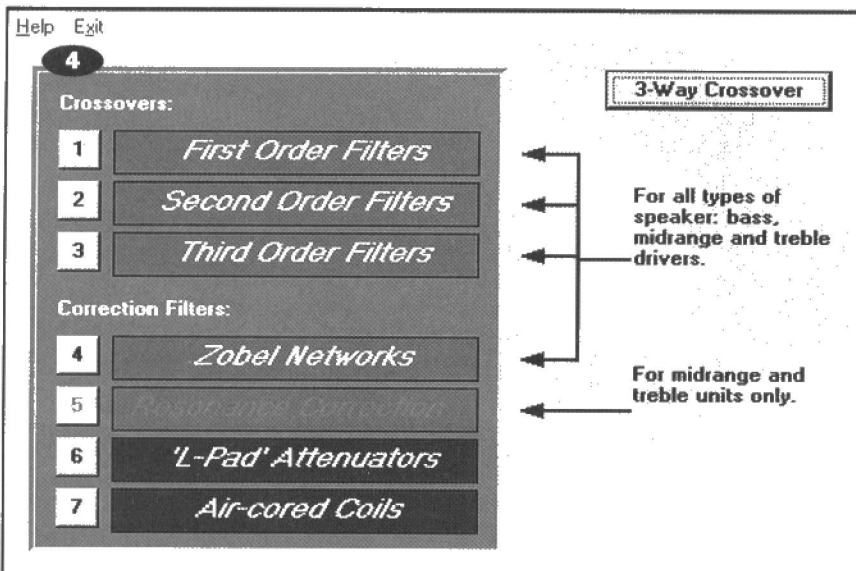 Help Exit
4
Crossovers:
3-Way Crossover
1 First Order Filters
2 Second Order Filters
3 Third Order Filters
For all types of
speaker: bass,
midrange and treble
drivers.
Correction Filters:
4 Zobel Networks
5 Resonance Correction
For midrange and
treble units only.
6 'L-Pad' Attenuators
7 Air-cored Coils